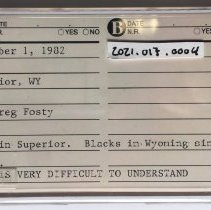 DATE
N.R. YES NO B DATE
N.R. YES
2021.017.0004
ber 1, 1982
ior, WY
reg Fosty
in Superior. Blacks in Wyoming sin
IS VERY DIFFICULT TO UNDERSTAND